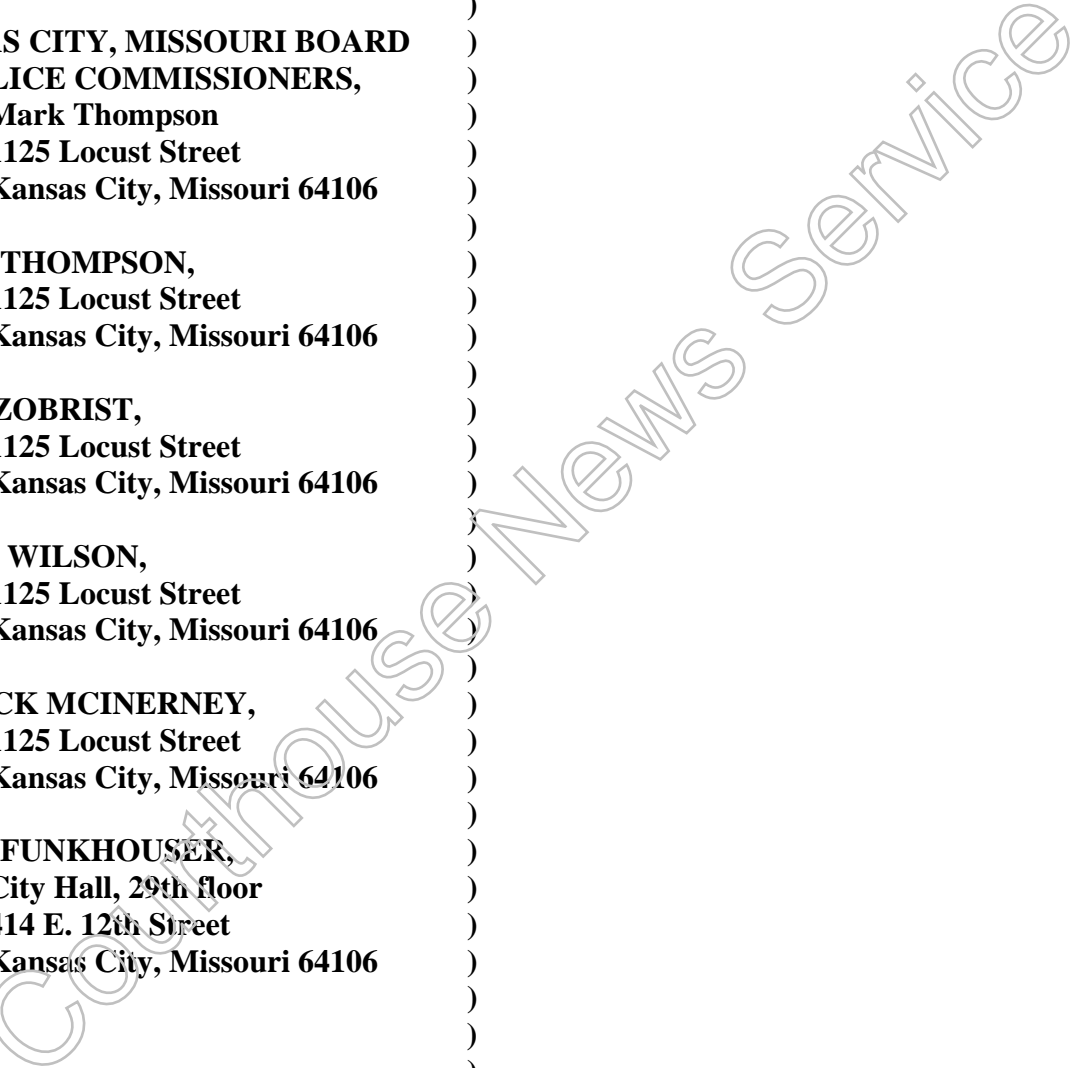 )
S CITY, MISSOURI BOARD )
LICE COMMISSIONERS, )
Mark Thompson )
1125 Locust Street )
Kansas City, Missouri 64106 )
)
THOMPSON, )
1125 Locust Street )
Kansas City, Missouri 64106 )
)
ZOBRIST, )
1125 Locust Street )
Kansas City, Missouri 64106 )
)
WILSON, )
1125 Locust Street )
Kansas City, Missouri 64106 )
)
CK MCINERNEY, )
1125 Locust Street )
Kansas City, Missouri 64106 )
)
FUNKHOUSER, )
City Hall, 29th floor )
414 E. 12th Street )
Kansas City, Missouri 64106 )
)
)
)
Courthouse News Service